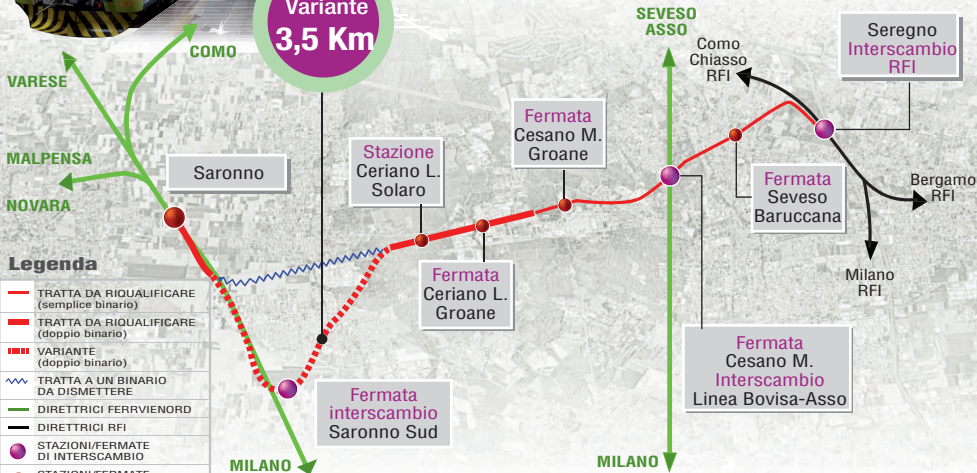 Variante
3,5 Km
SEVESO
ASSO
COMO
VARESE
MALPENSA
NOVARA
Saronno
Stazione
Ceriano L.
Solaro
Fermata
Cesano M.
Groane
Fermata
Ceriano L.
Groane
Como
Chiasso
RFI
Seregno
Interscambio
RFI
Fermata
Seveso
Baruccana
Bergamo
RFI
Milano
RFI
Fermata
Cesano M.
Interscambio
Linea Bovisa-Asso
Fermata
interscambio
Saronno Sud
MILANO
MILANO
Legenda
TRATTA DA RIQUALIFICARE
(semplice binario)
TRATTA DA RIQUALIFICARE
(doppio binario)
VARIANTE
(doppio binario)
TRATTA A UN BINARIO
DA DISMETTERE
DIRETTRICI FERRVIENORD
DIRETTRICI RFI
STAZIONI/FERMATE
DI INTERSCAMBIO
STAZIONI/FERMATE